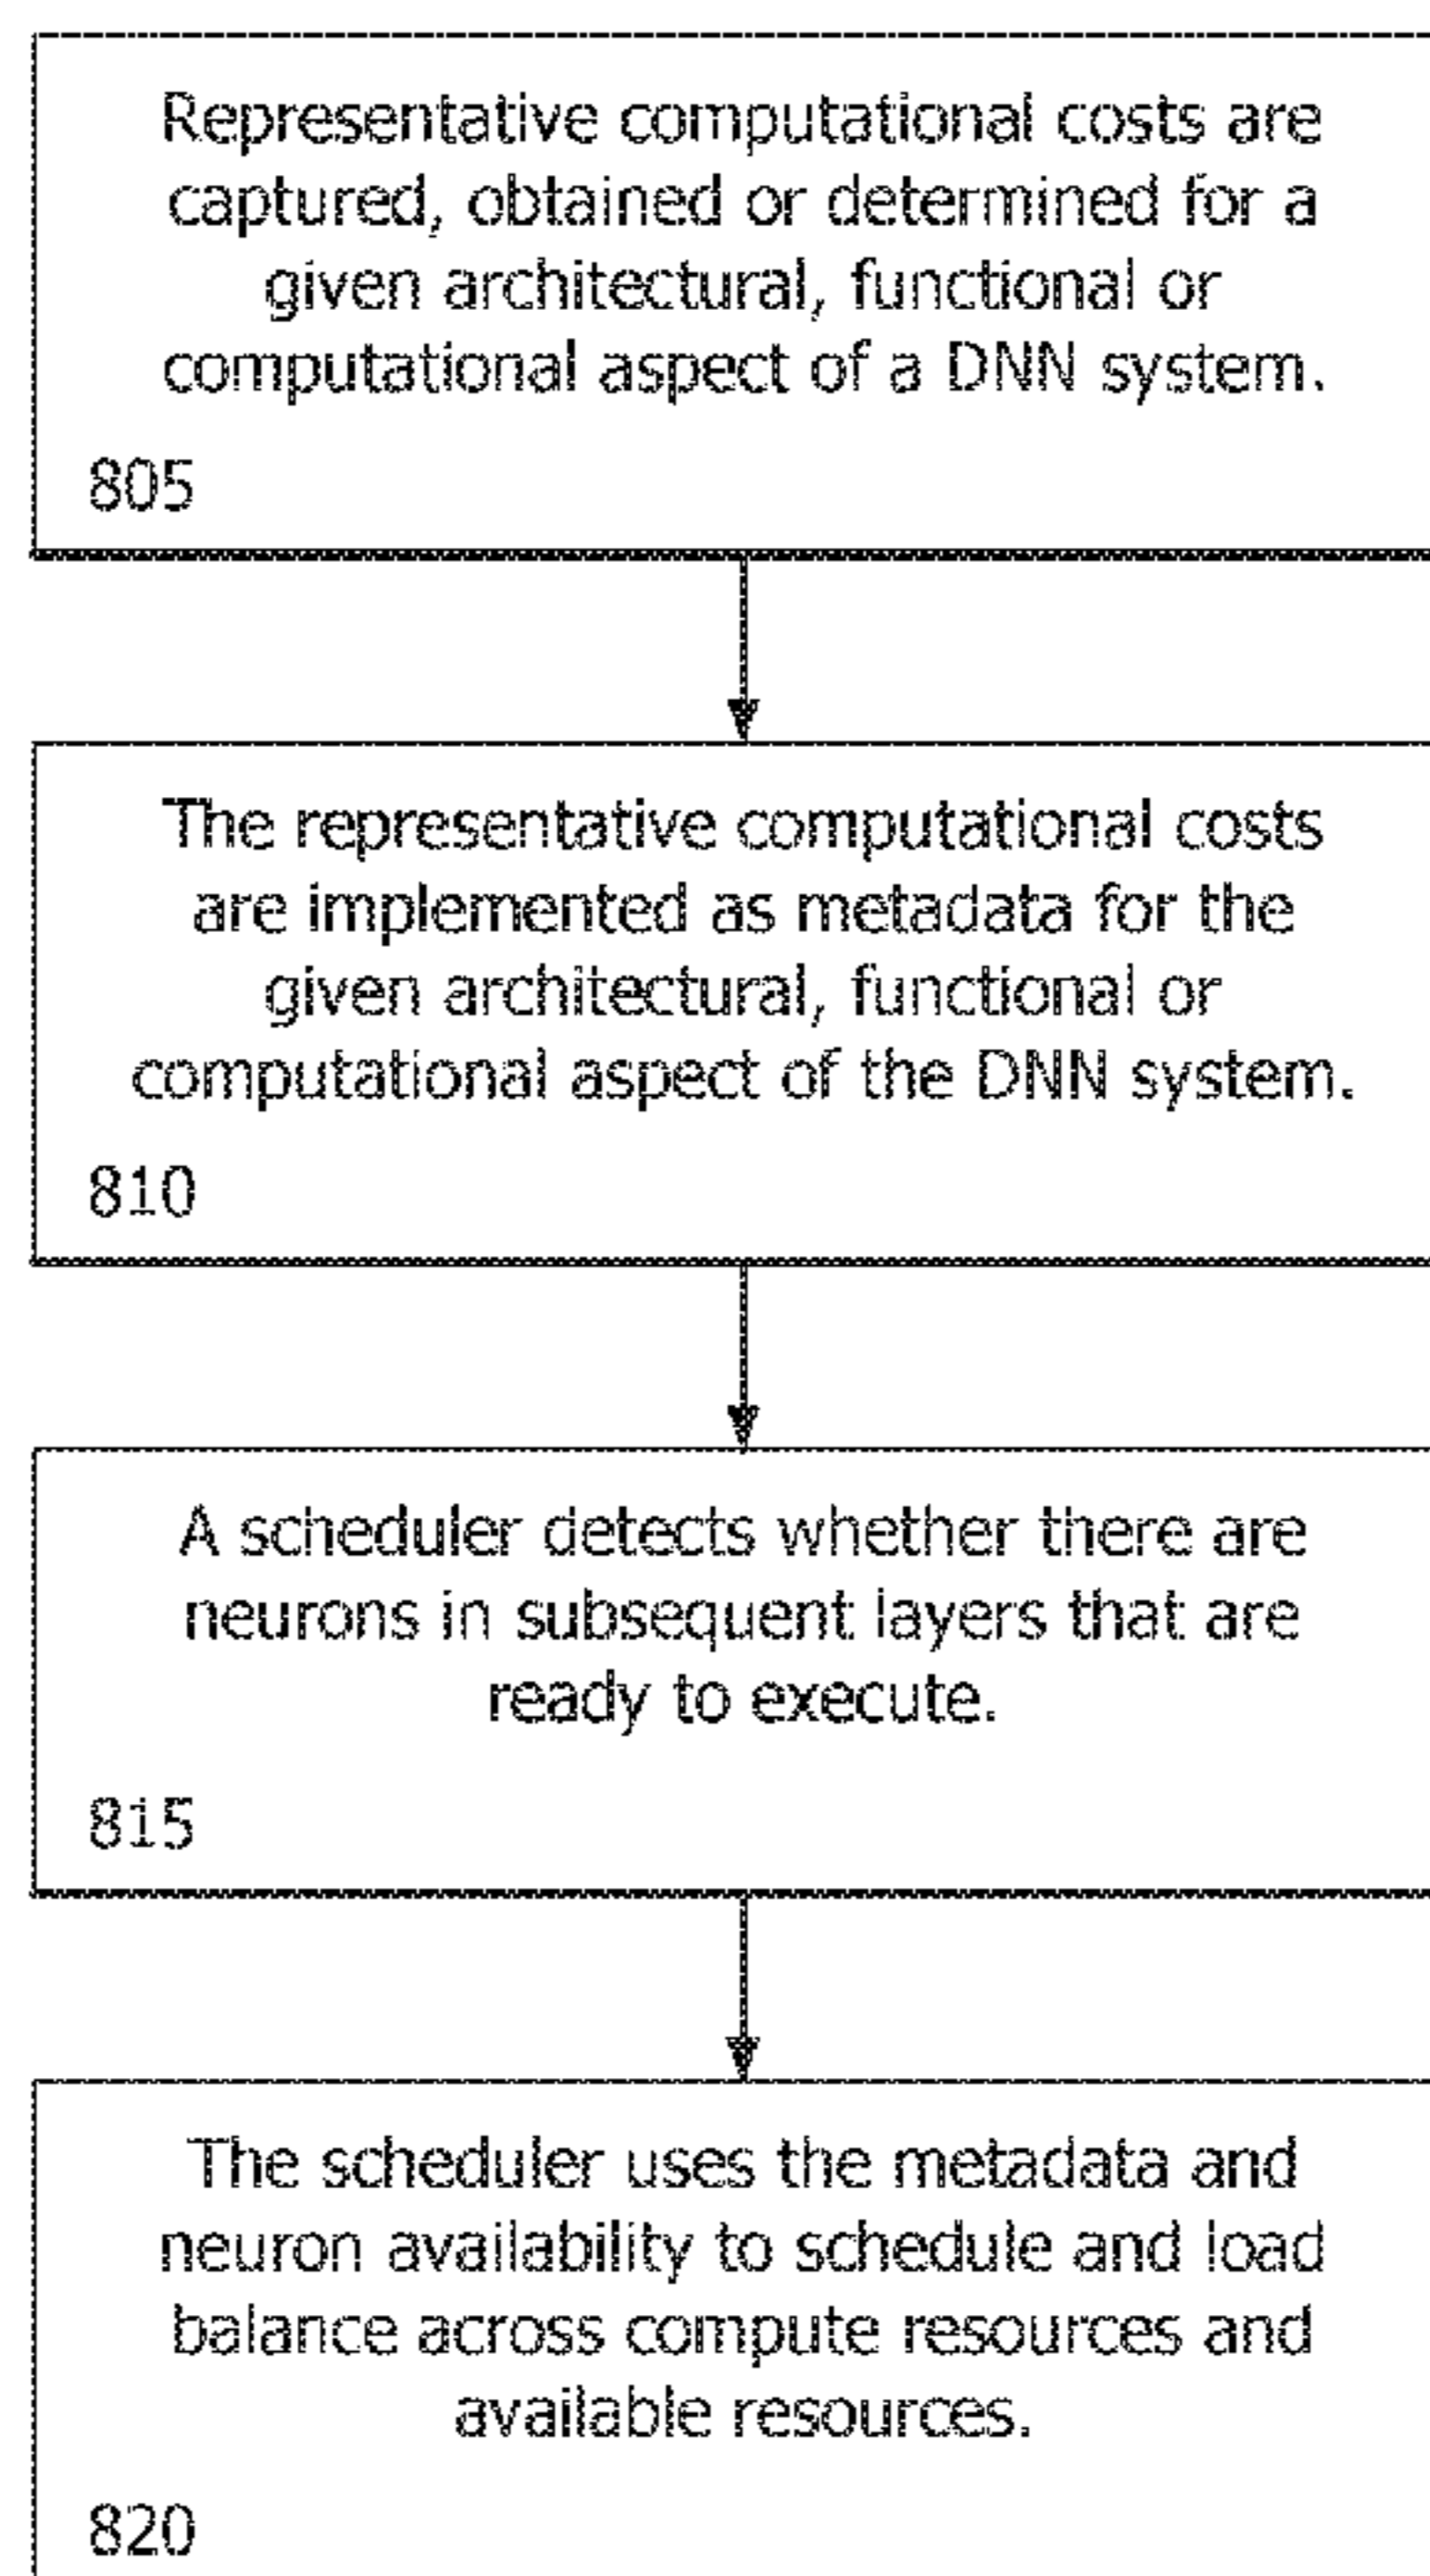 Representative computational costs are
captured, obtained or determined for a
given architectural, functional or
computational aspect of a DNN system.
805
The representative computational costs
are implemented as metadata for the
given architectural, functional or
computational aspect of the DNN system.
810
A scheduler detects whether there are
neurons in subsequent layers that are
ready to execute.
815
The scheduler uses the metadata and
neuron availability to schedule and load
balance across compute resources and
available resources.
820